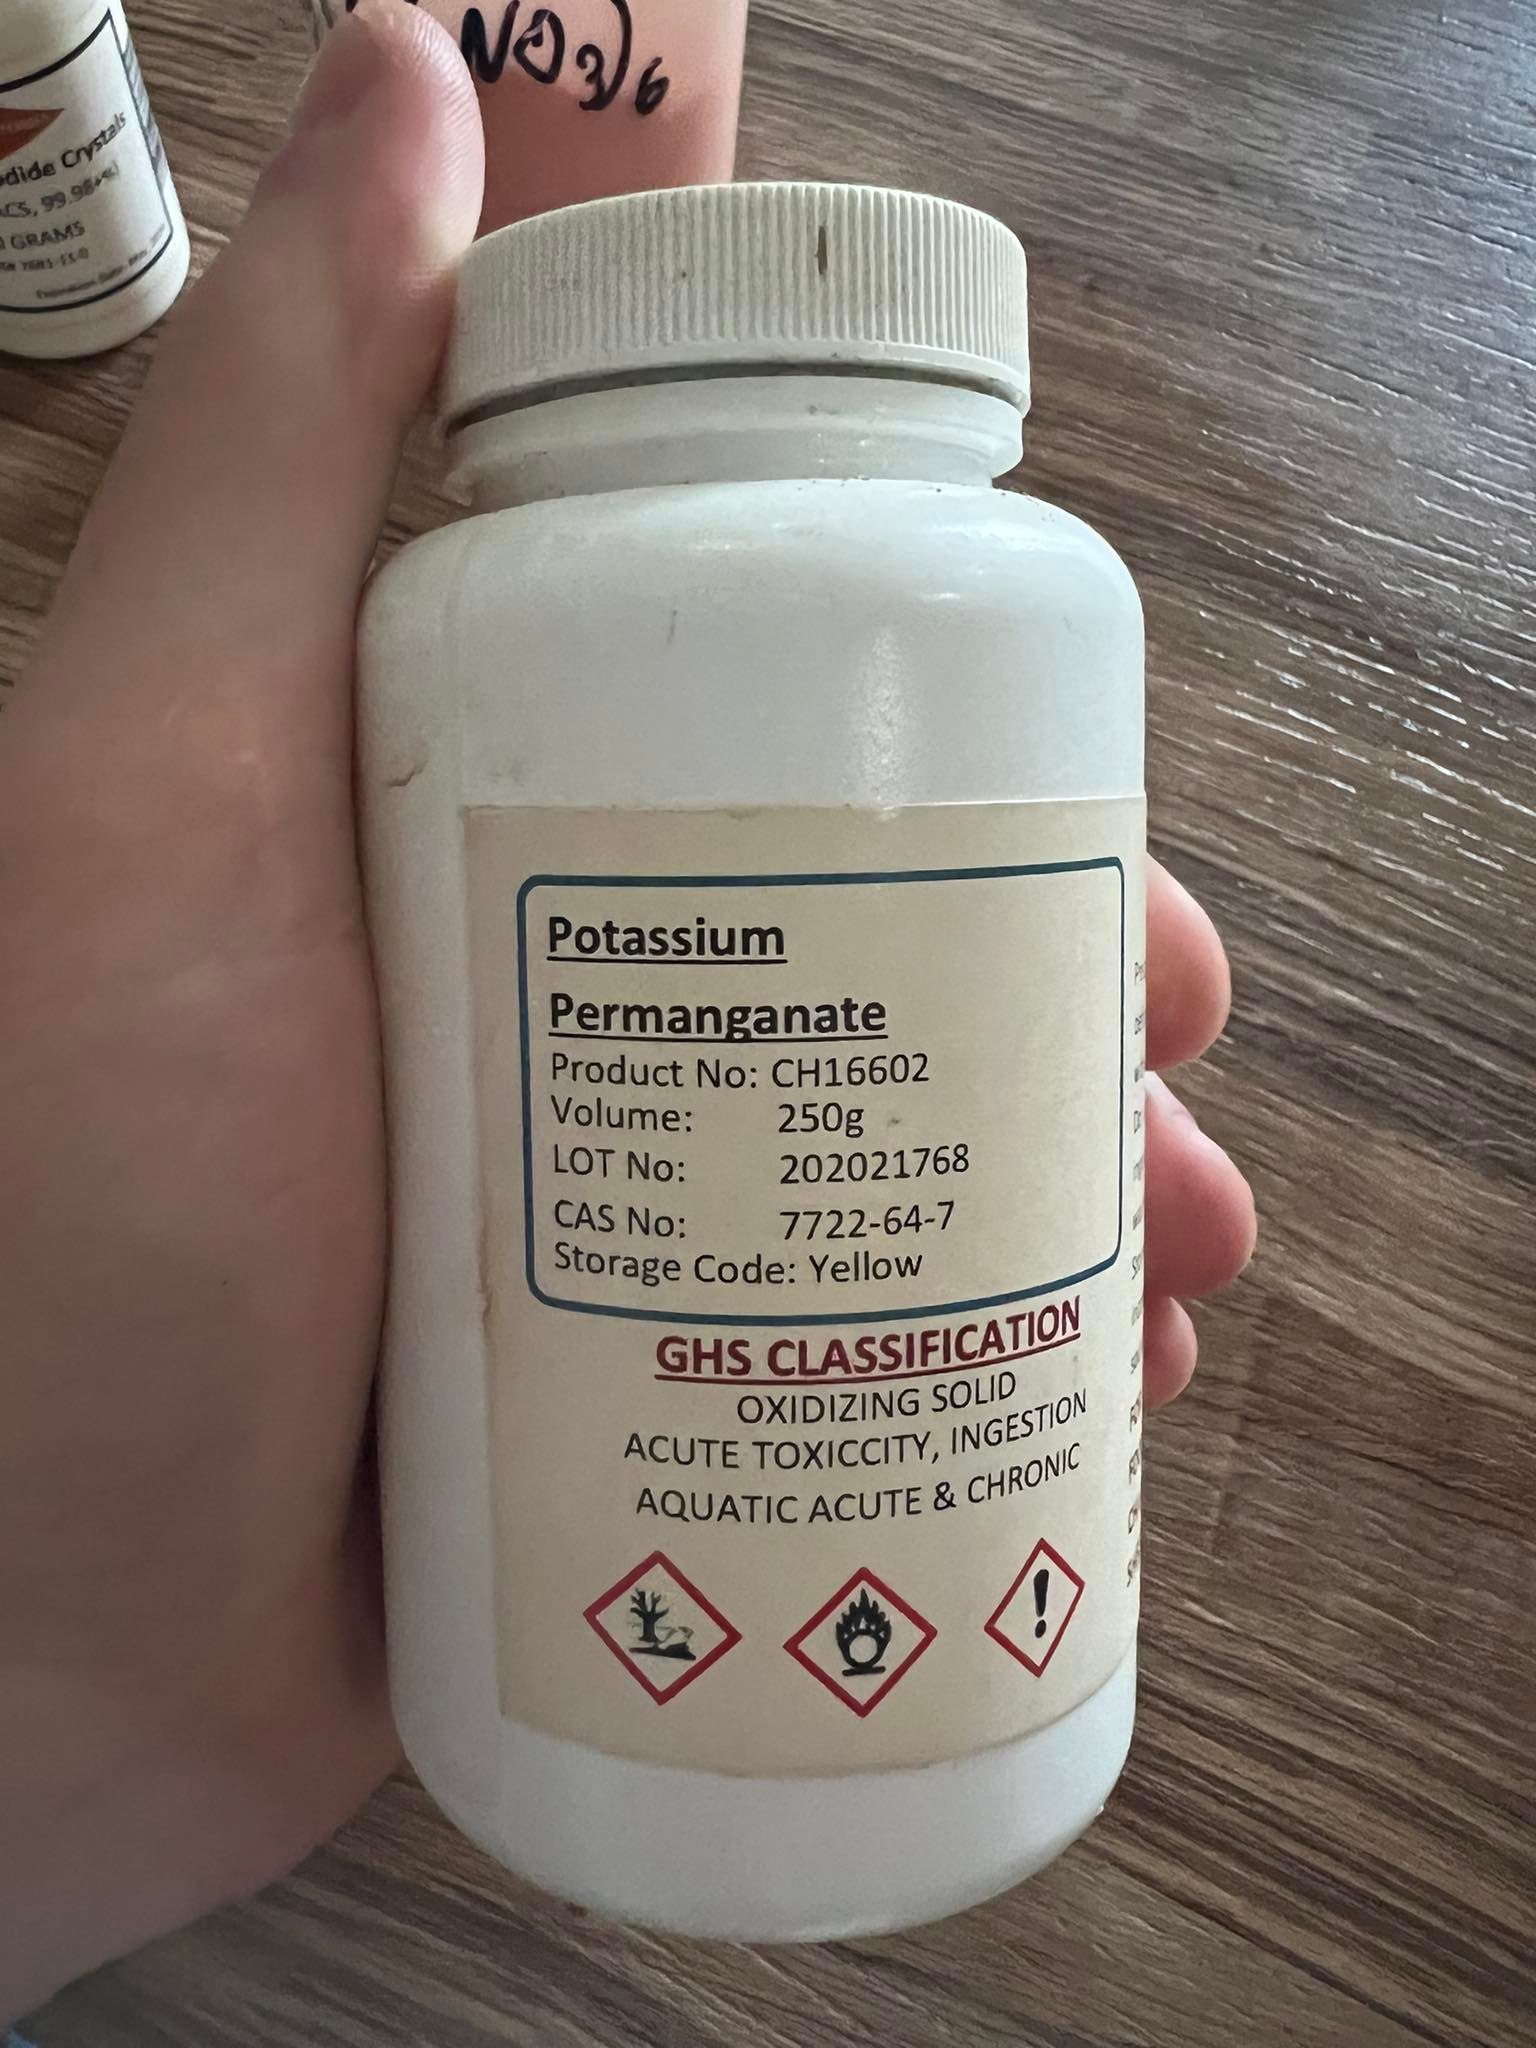 NO3)6
odide Crystals
ACS, 99.98
GRAMS
Potassium
Permanganate
Product No: CH16602
Volume: 250g
LOT No: 202021768
CAS No: 7722-64-7
Storage Code: Yellow
GHS CLASSIFICATION
OXIDIZING SOLID
ACUTE TOXICCITY, INGESTION
AQUATIC ACUTE & CHRONIC